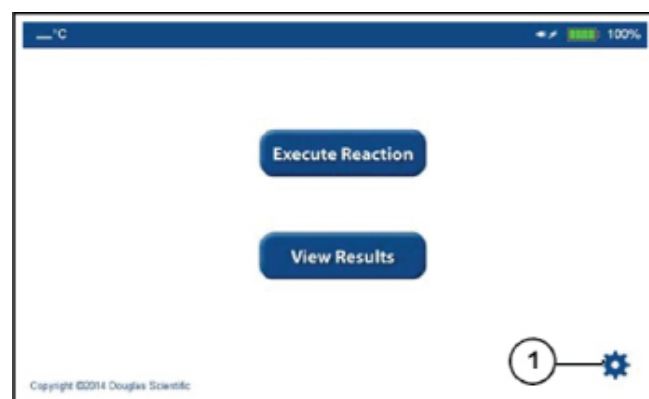 __°C 100%
Execute Reaction
View Results
1
Copyright ©2014 Douglas Scientific